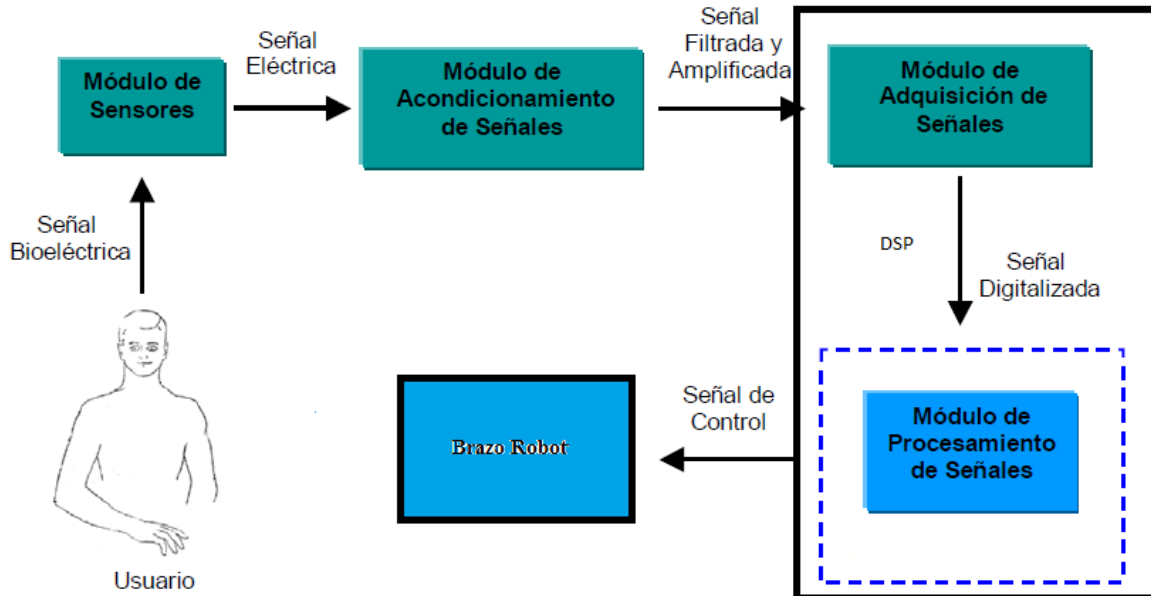 Módulo de
Sensores
Señal
Eléctrica
Módulo de
Acondicionamiento
de Señales
Señal
Filtrada y
Amplificada
Módulo de
Adquisición de
Señales
Señal
Bioeléctrica
DSP
Señal
Digitalizada
Usuario
Brazo Robot
Señal de
Control
Módulo de
Procesamiento
de Señales